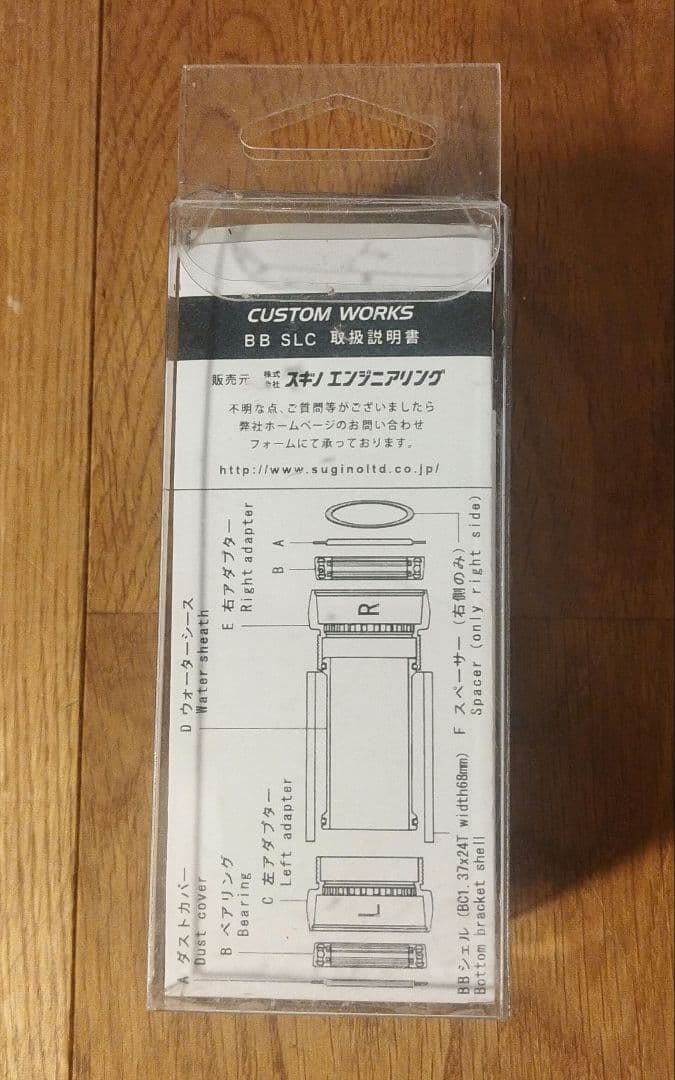 CUSTOM WORKS
BB SLC 取扱説明書
販売元 株式会社 スギノ エンジニアリング
不明な点、ご質問等がございましたら
弊社ホームページのお問い合わせ
フォームにて承っております。
http://www.suginoltd.co.jp/
A ダストカバー
Dust cover
D ウォーターシース
Water sheath
B ベアリング
Bearing
E 右アダプター
Right adapter
C 左アダプター
Left adapter
A
B
R
L
BBシェル (BC1.37x24T width68mm)
Bottom bracket shell
F スペーサー (右側のみ)
Spacer (only right side)